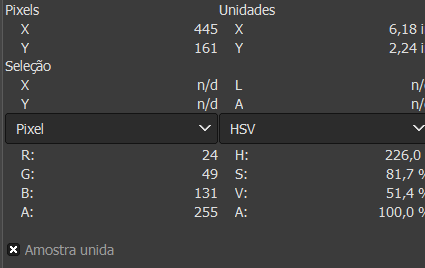 Pixels Unidades
X 445 X 6,18 i
Y 161 Y 2,24 i
Seleção
X n/d L n/
Y n/d A n/
Pixel HSV
R: 24 H: 226,0
G: 49 S: 81,7 %
B: 131 V: 51,4 %
A: 255 A: 100,0 %
Amostra unida